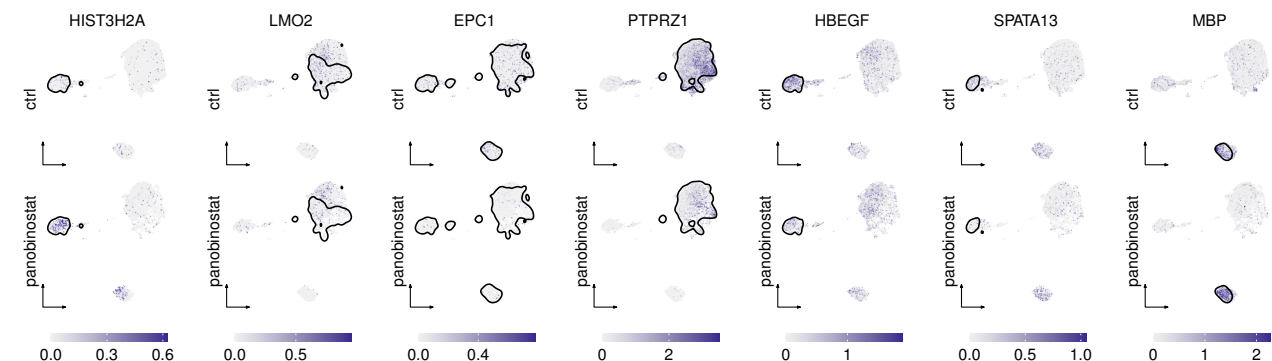 HIST3H2A LMO2 EPC1 PTPRZ1 HBEGF SPATA13 MBP
ctrl ctrl ctrl ctrl ctrl ctrl ctrl
panobinostat panobinostat panobinostat panobinostat panobinostat panobinostat panobinostat
0.0 0.3 0.6 0.0 0.5 0.0 0.4 0 2 0 1 0.0 0.5 1.0 0 1 2